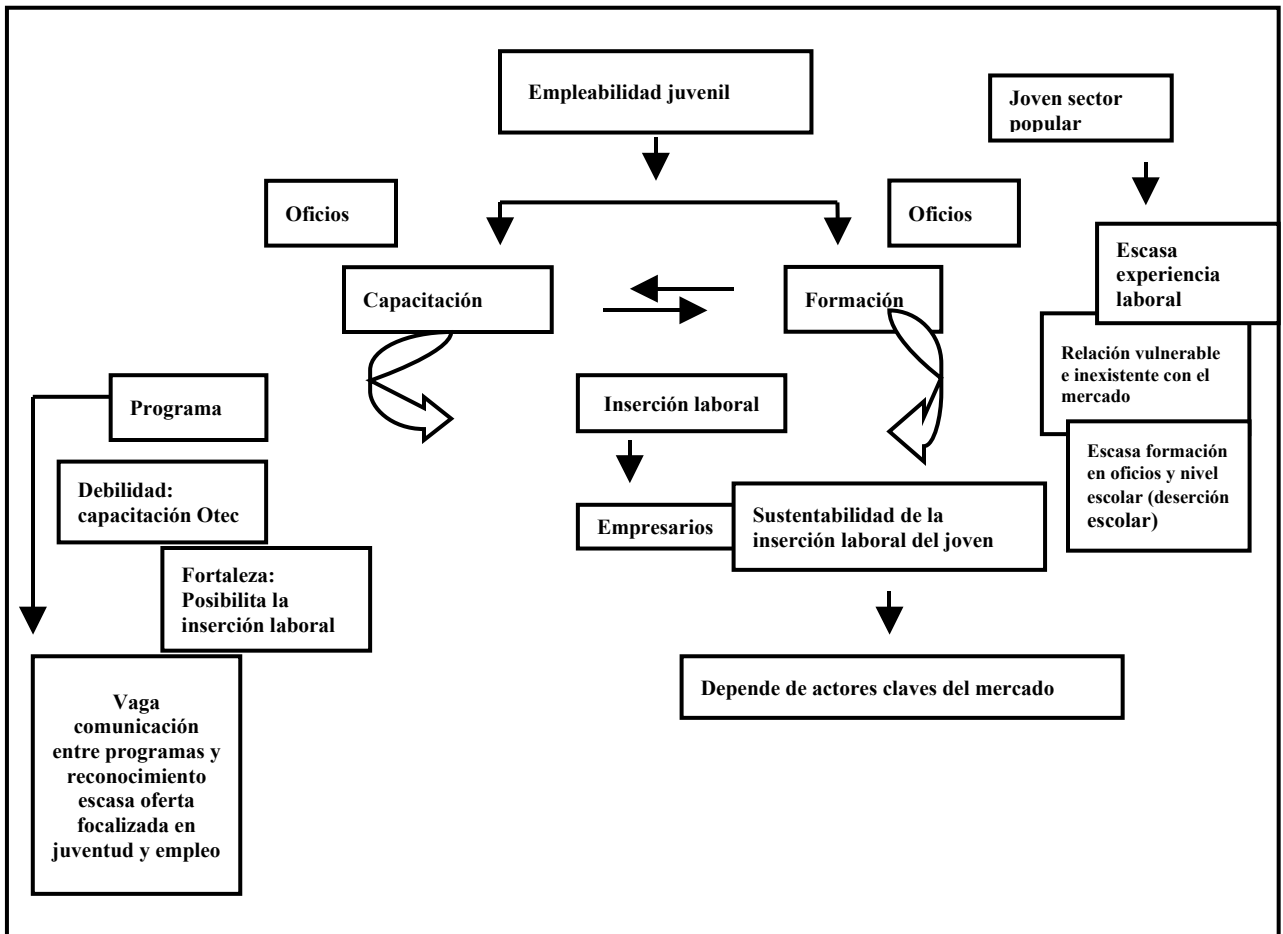 Empleabilidad juvenil
Joven sector
popular
Oficios
Oficios
Escasa
experiencia
laboral
Capacitación
Formación
Relación vulnerable
e inexistente con el
mercado
Programa
Inserción laboral
Escasa formación
en oficios y nivel
escolar (deserción
escolar)
Debilidad:
capacitación Otec
Empresarios
Sustentabilidad de la
inserción laboral del joven
Fortaleza:
Posibilita la
inserción laboral
Depende de actores claves del mercado
Vaga
comunicación
entre programas y
reconocimiento
escasa oferta
focalizada en
juventud y empleo